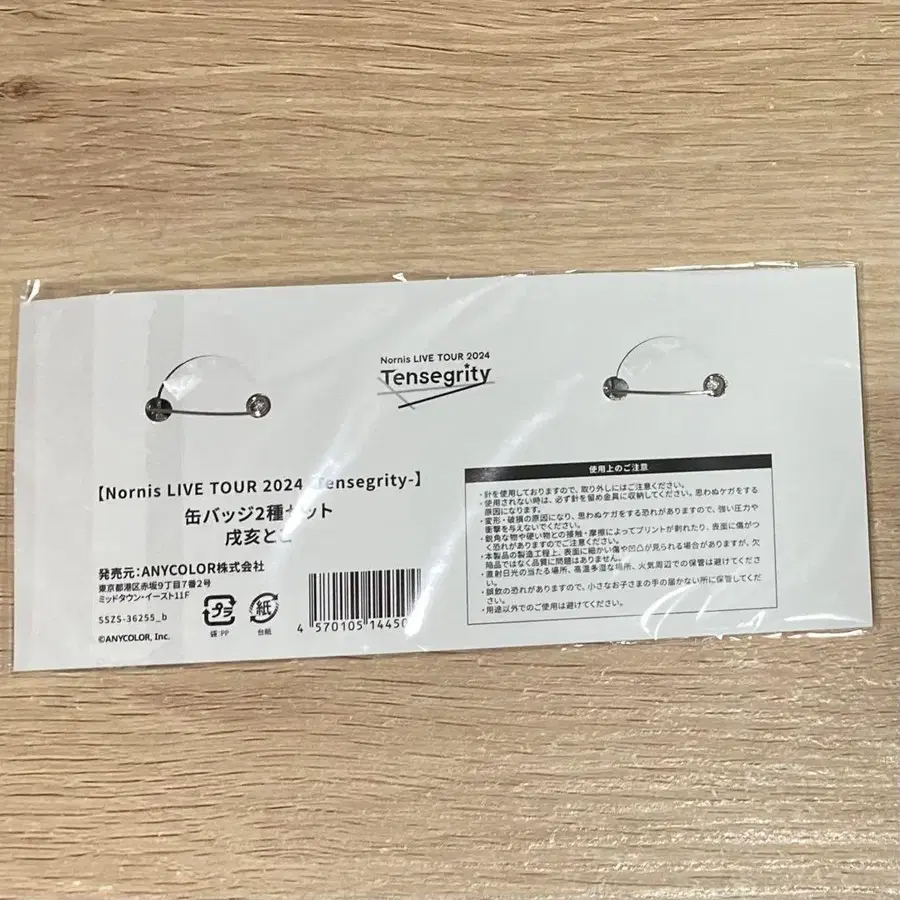 Nornis LIVE TOUR 2024
Tensegrity
【Nornis LIVE TOUR 2024 -Tensegrity-】
缶バッジ2種セット
戌亥とこ
発売元:ANYCOLOR株式会社
東京都港区赤坂9丁目7番2号
ミッドタウン・イースト11F
SSZS-36255_b
©ANYCOLOR, Inc.
プラ
袋:PP
紙
台紙
4 570105 14450
使用上のご注意
・針を使用しておりますので、取り外しにはご注意ください。
・使用されない時は、必ず針を留め金具に収納してください。思わぬケガをする
原因になります。
・変形・破損の原因になり、思わぬケガをする恐れがありますので、強い圧力や
衝撃を与えないでください。
・鋭角な物や硬い物との接触・摩擦によってプリントが剥れたり、表面に傷がつ
く恐れがありますのでご注意ください。
・本製品の製造工程上、表面に細かい傷や凹凸が見られる場合がありますが、欠
陥品ではなく品質に問題はありません。
・直射日光の当たる場所、高温多湿な場所、火気周辺での保管は避けてくださ
い。
・誤飲の恐れがありますので、小さなお子さまの手の届かない所に保管してくだ
さい。
・用途以外でのご使用は避けてください。